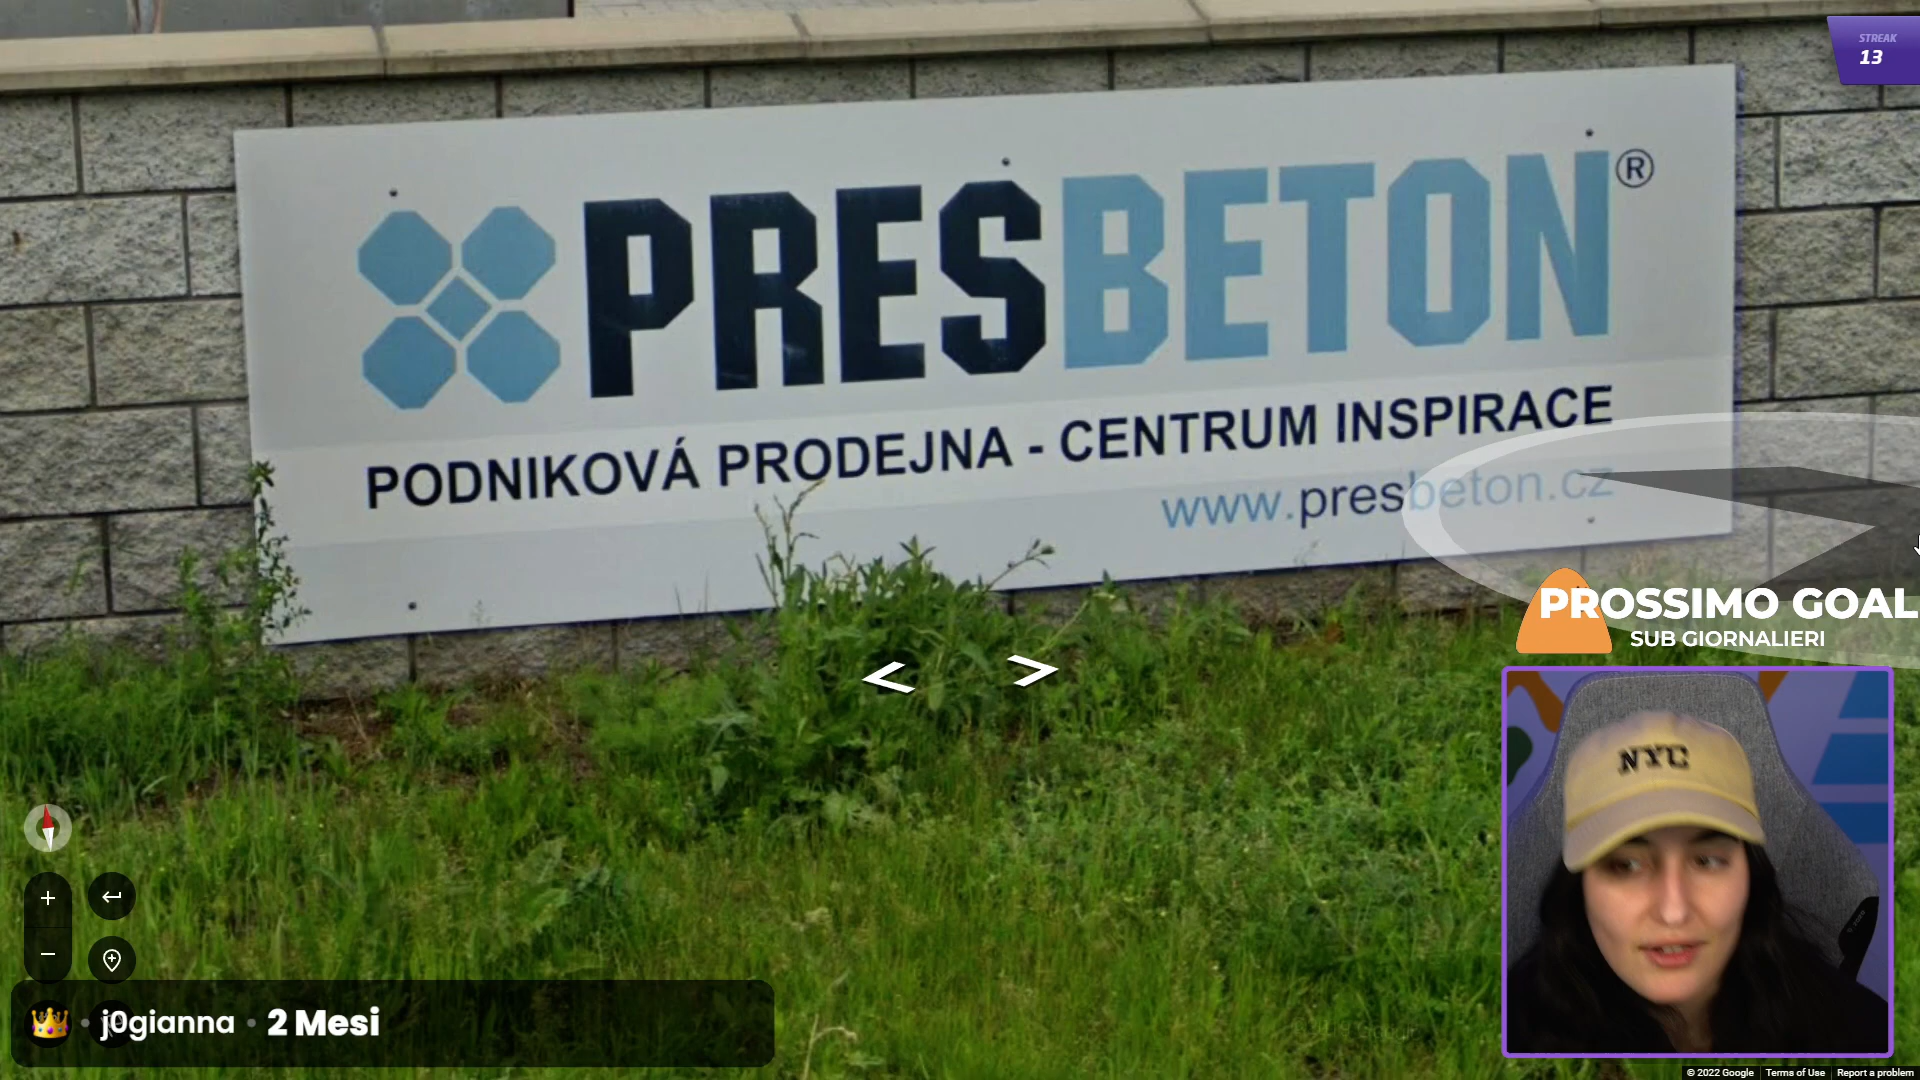 STREAK
13
PRESBETON®
PODNIKOVÁ PRODEJNA - CENTRUM INSPIRACE
www.presbeton.cz
PROSSIMO GOAL
SUB GIORNALIERI
NYC
j0gianna • 2 Mesi
© 2022 Google Terms of Use Report a problem